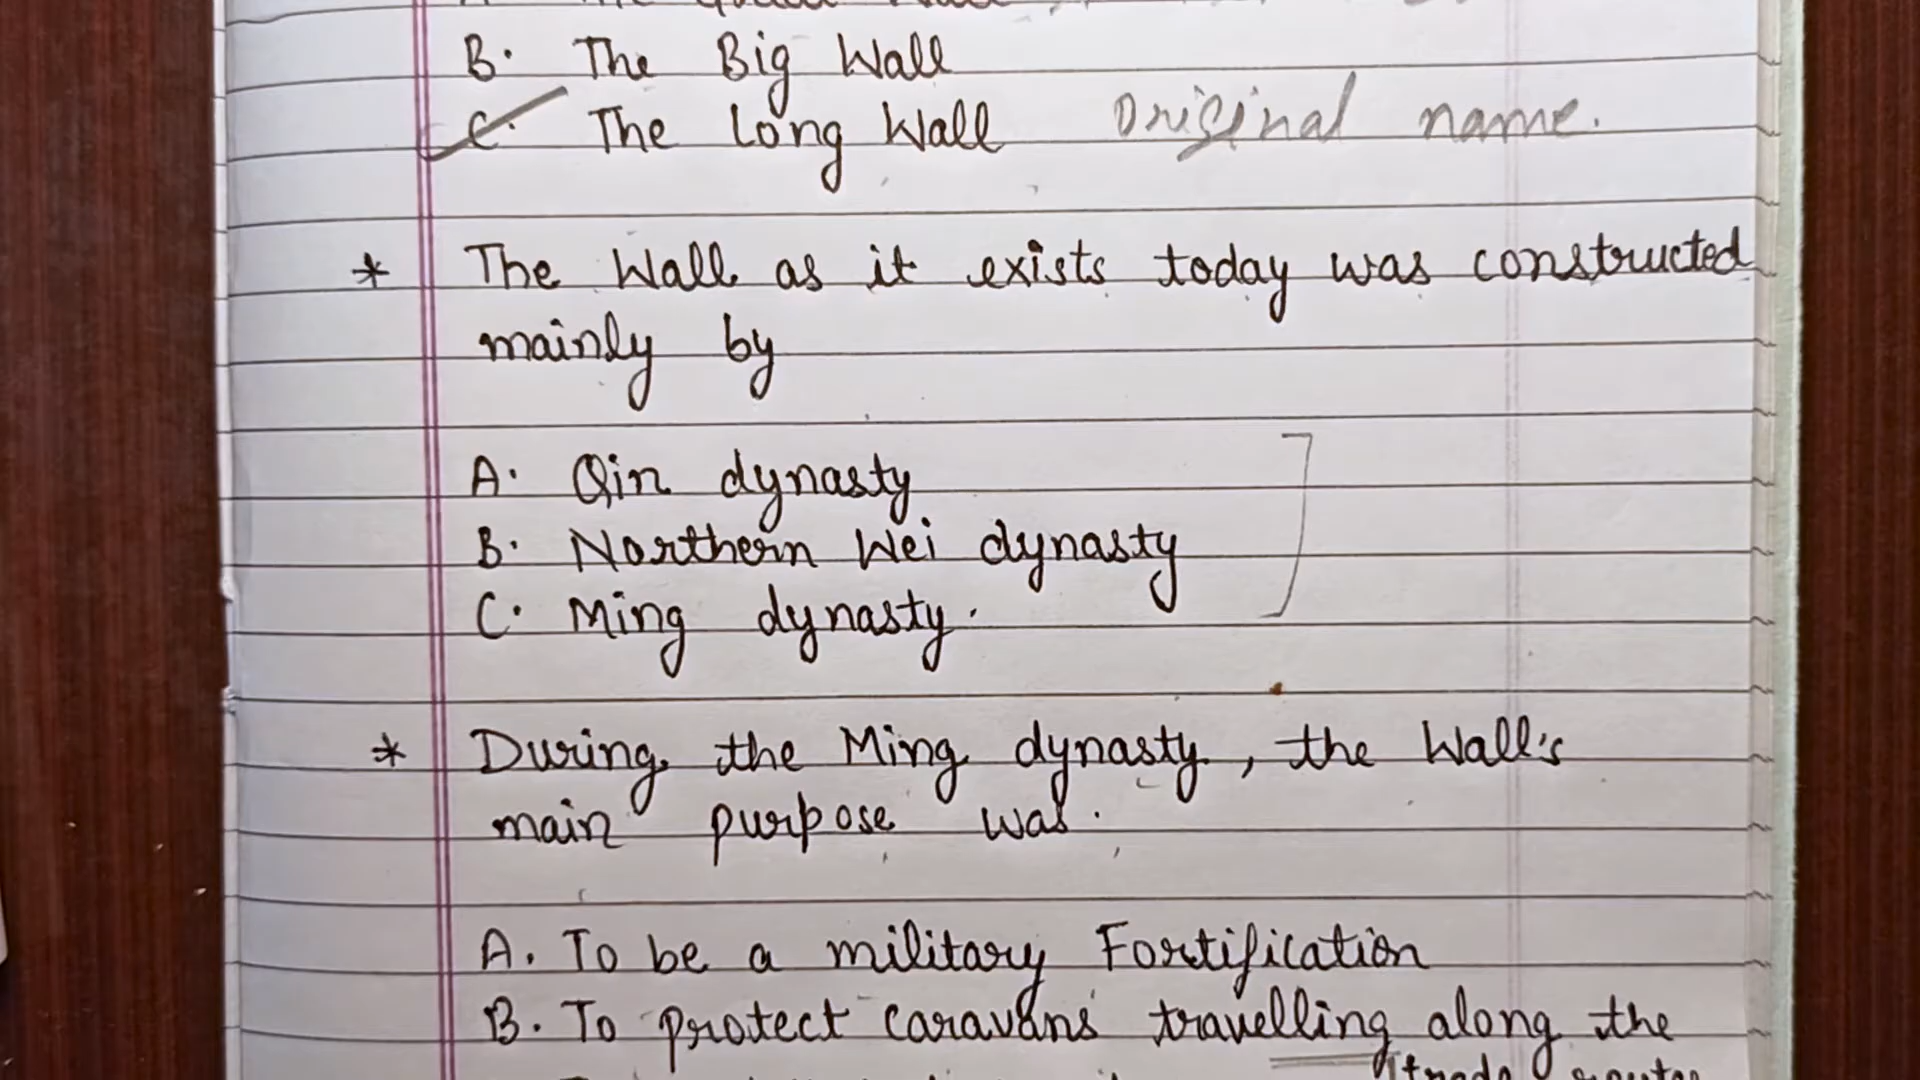 B. The Big Wall
C. The Long Wall Original name.
* The Wall as it exists today was constructed
mainly by
A. Qin dynasty
B. Northern Wei dynasty
C. Ming dynasty.
* During the Ming dynasty, the Wall's
main purpose was.
A. To be a military Fortification
B. To protect caravans travelling along the